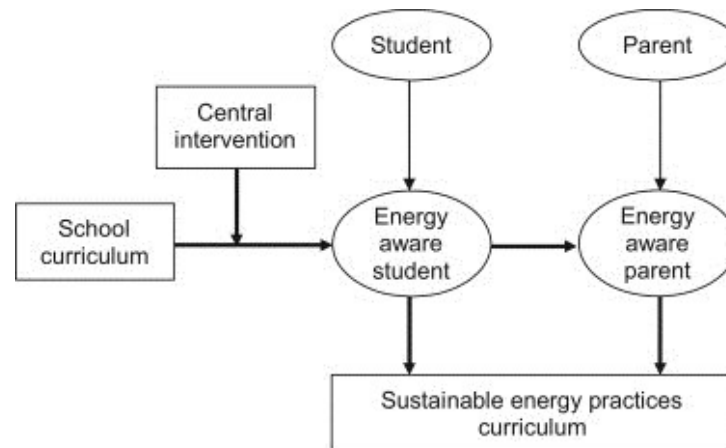 Student
Parent
Central
intervention
School
curriculum
Energy
aware
student
Energy
aware
parent
Sustainable energy practices
curriculum